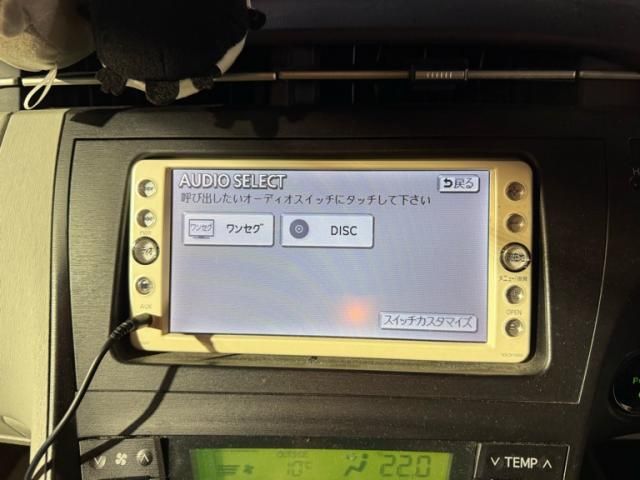 AUDIO SELECT
戻る
呼び出したいオーディオスイッチにタッチして下さい
ワンセグ ワンセグ
DISC
スイッチカスタマイズ
AUX
OPEN
OUTSIDE
10℃
22.0
∨ TEMP ∧